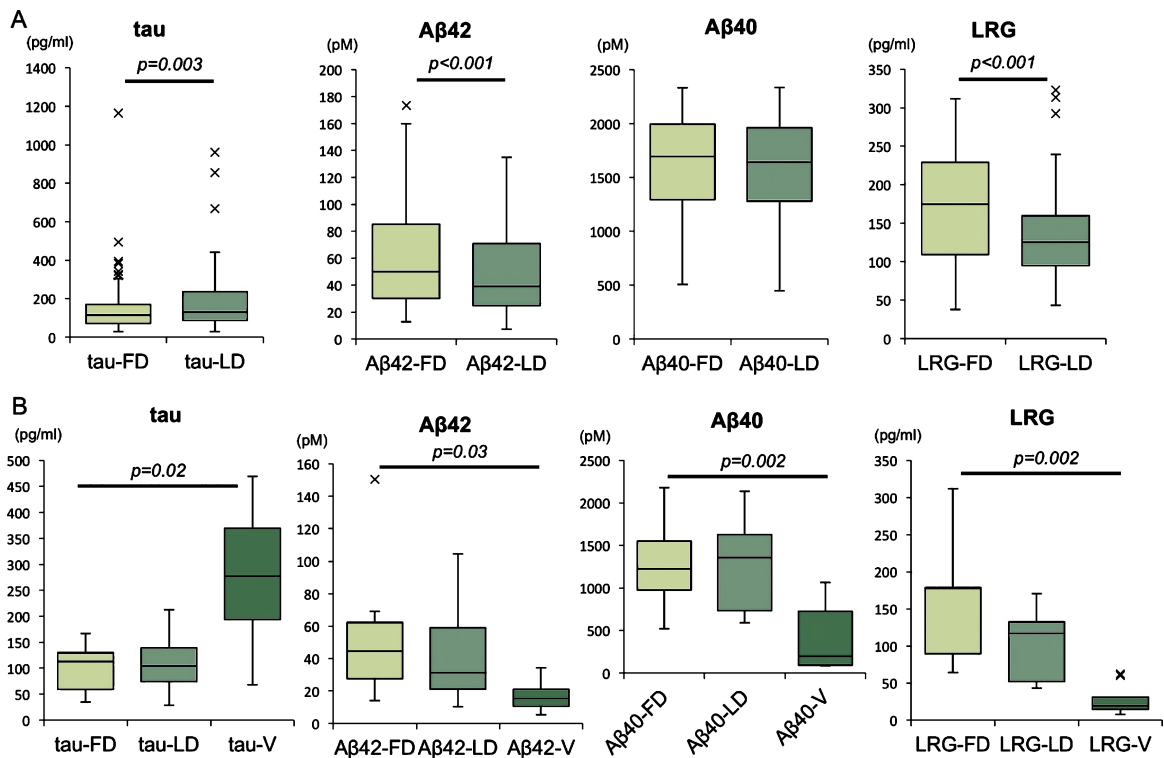 A
tau
Aβ42
Aβ40
LRG
(pg/ml)
(pM)
(pM)
(pg/ml)
p=0.003
p<0.001
p<0.001
1400
1200
1000
800
600
400
200
0
tau-FD
tau-LD
200
180
160
140
120
100
80
60
40
20
0
Aβ42-FD
Aβ42-LD
2500
2000
1500
1000
500
0
Aβ40-FD
Aβ40-LD
350
300
250
200
150
100
50
0
LRG-FD
LRG-LD
B
tau
Aβ42
Aβ40
LRG
(pg/ml)
(pM)
(pM)
(pg/ml)
p=0.02
p=0.03
p=0.002
p=0.002
500
450
400
350
300
250
200
150
100
50
0
tau-FD
tau-LD
tau-V
160
140
120
100
80
60
40
20
0
Aβ42-FD
Aβ42-LD
Aβ42-V
2500
2000
1500
1000
500
0
Aβ40-FD
Aβ40-LD
Aβ40-V
350
300
250
200
150
100
50
0
LRG-FD
LRG-LD
LRG-V